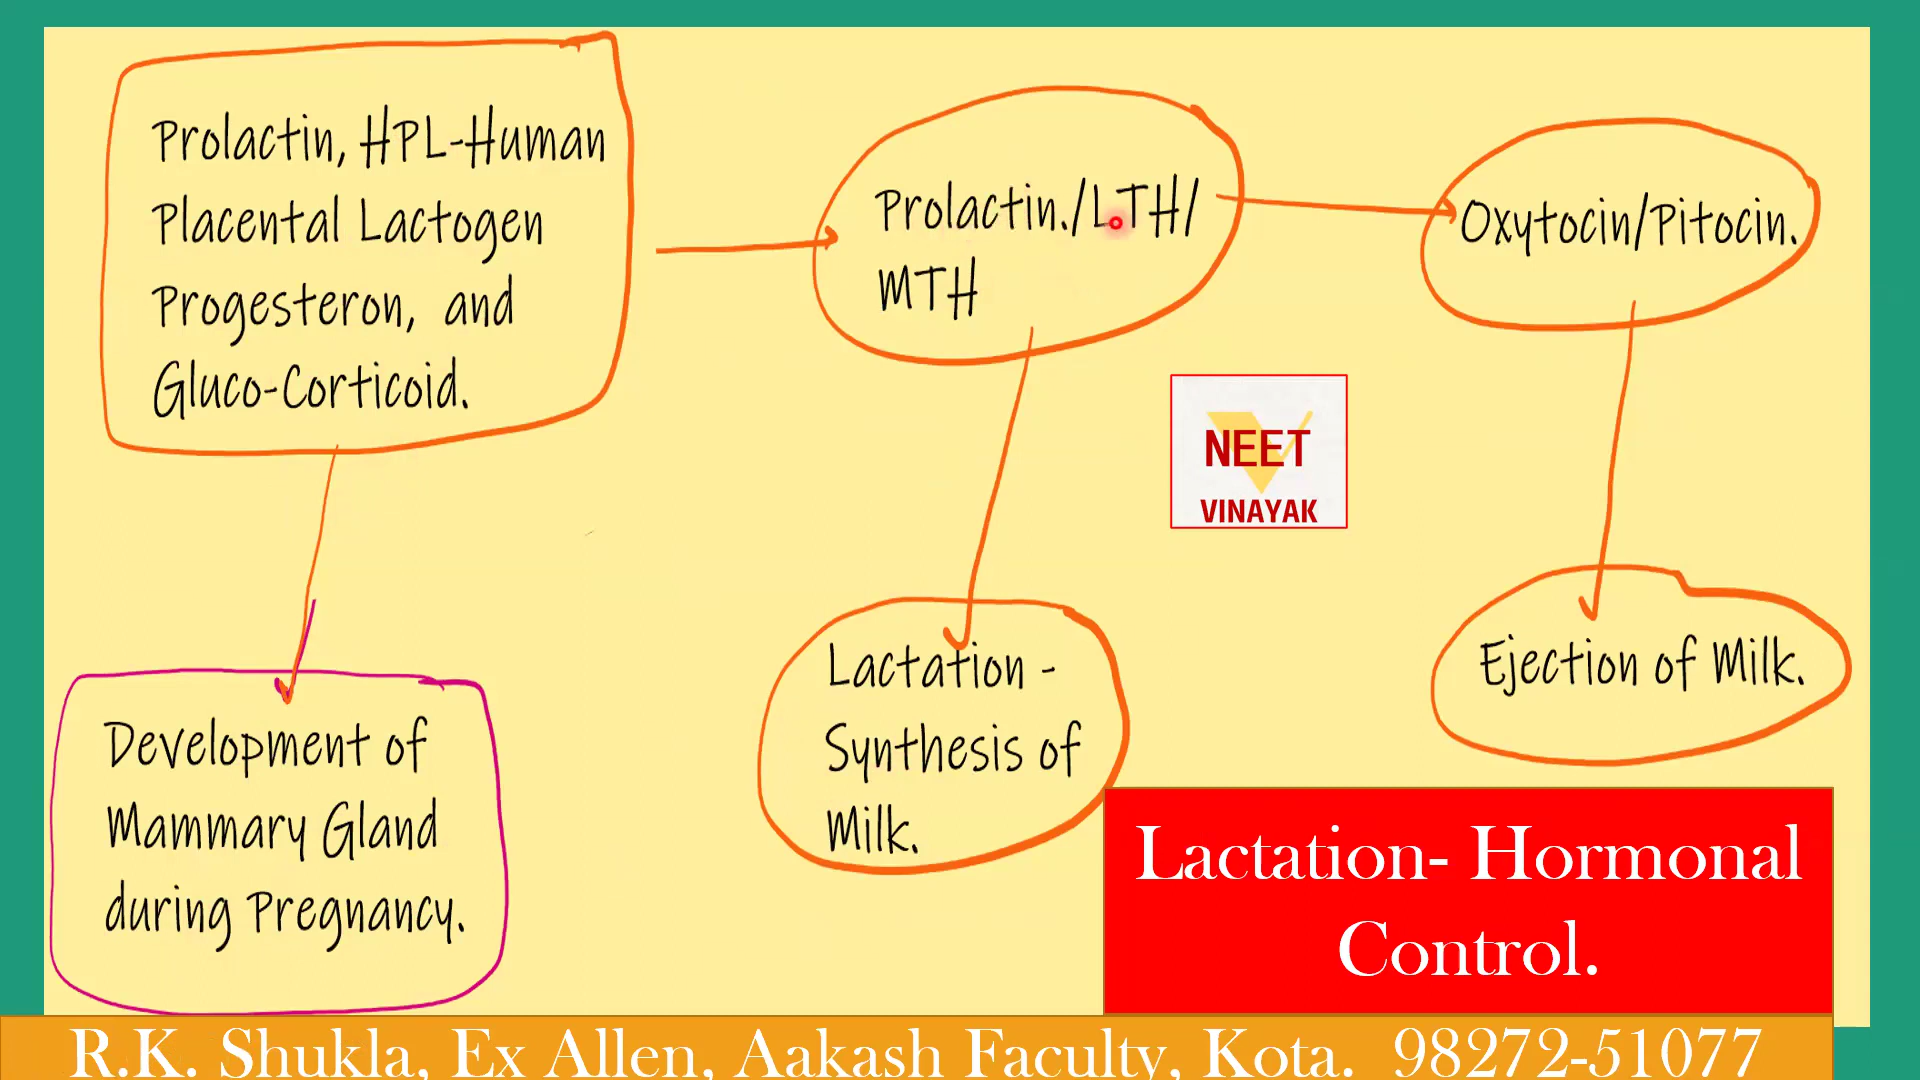 Prolactin, HPL-Human
Placental Lactogen
Progesteron, and
Gluco-Corticoid.
Prolactin./LTH/
MTH
Oxytocin/Pitocin.
NEET
VINAYAK
Development of
Mammary Gland
during Pregnancy.
Lactation -
Synthesis of
Milk.
Ejection of Milk.
Lactation- Hormonal
Control.
R.K. Shukla, Ex Allen, Aakash Faculty, Kota. 98272-51077